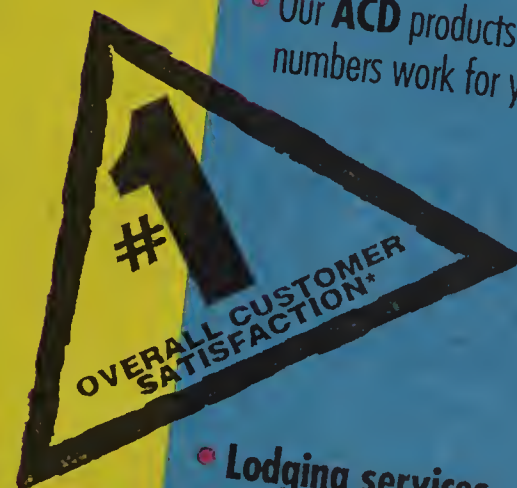 Our ACD products
numbers work for
#1
OVERALL CUSTOMER
SATISFACTION*
Lodging services